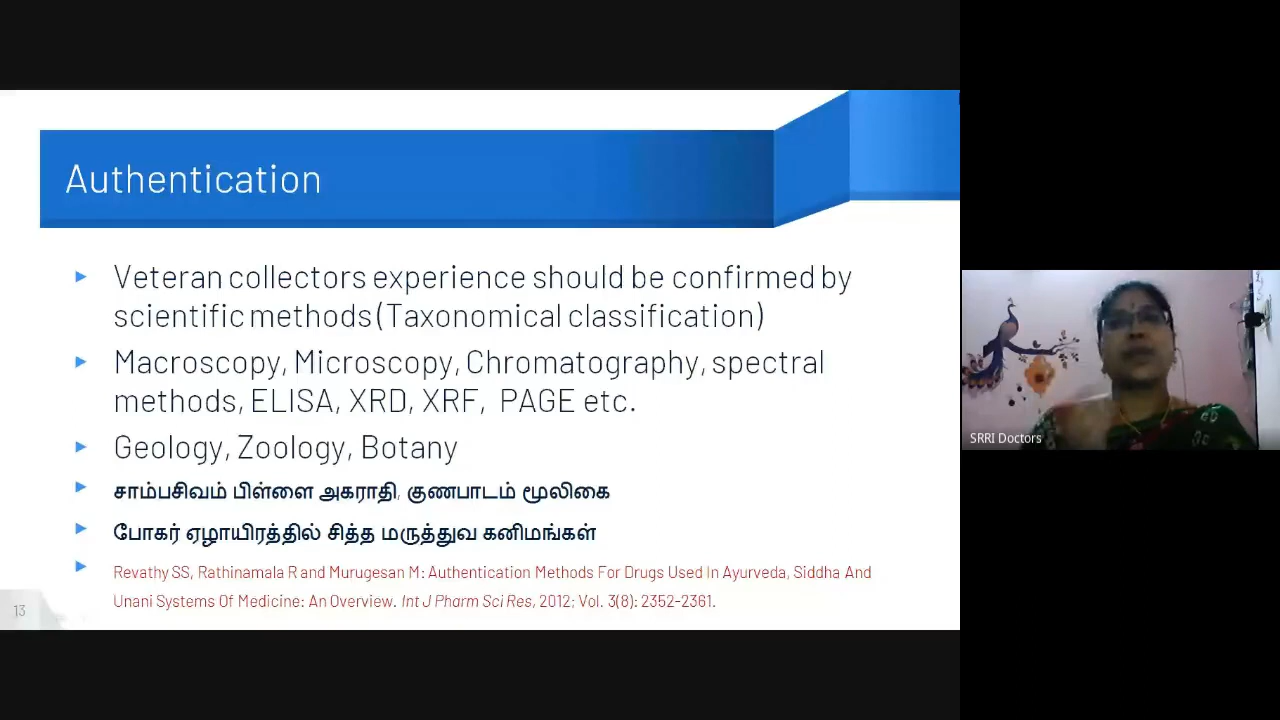 Authentication
Veteran collectors experience should be confirmed by
scientific methods (Taxonomical classification)
Macroscopy, Microscopy, Chromatography, spectral
methods, ELISA, XRD, XRF, PAGE etc.
Geology, Zoology, Botany
சாம்பசிவம் பிள்ளை அகராதி, குணபாடம் மூலிகை
போகர் ஏழாயிரத்தில் சித்த மருத்துவ கனிமங்கள்
Revathy SS, Rathinamala R and Murugesan M: Authentication Methods For Drugs Used In Ayurveda, Siddha And
Unani Systems Of Medicine: An Overview. Int J Pharm Sci Res, 2012; Vol. 3(8): 2352-2361.
13
SRRI Doctors